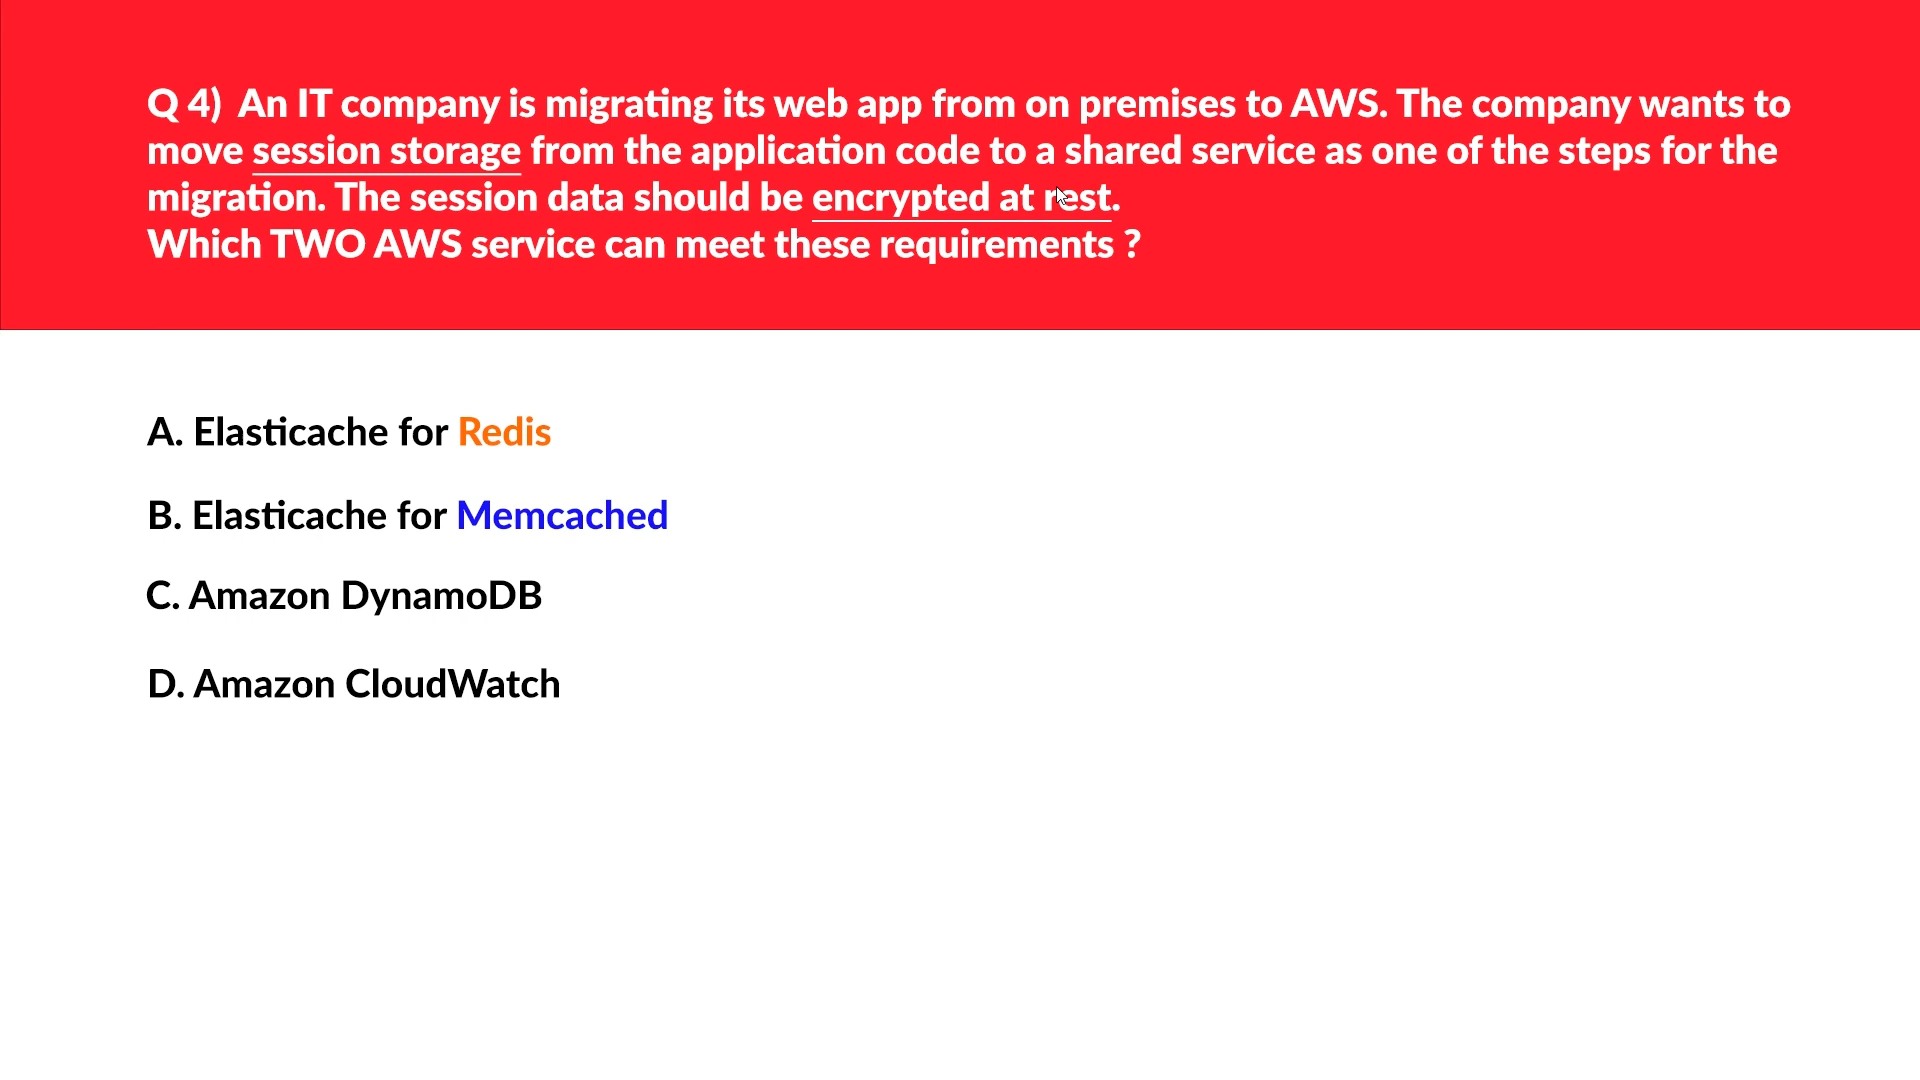 Q 4) An IT company is migrating its web app from on premises to AWS. The company wants to
move session storage from the application code to a shared service as one of the steps for the
migration. The session data should be encrypted at rest.
Which TWO AWS service can meet these requirements ?
A. Elasticache for Redis
B. Elasticache for Memcached
C. Amazon DynamoDB
D. Amazon CloudWatch